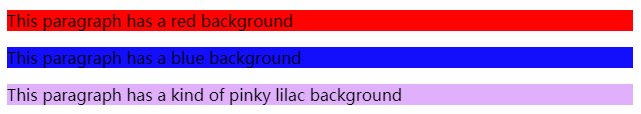 This paragraph has a red background
This paragraph has a blue background
This paragraph has a kind of pinky lilac background